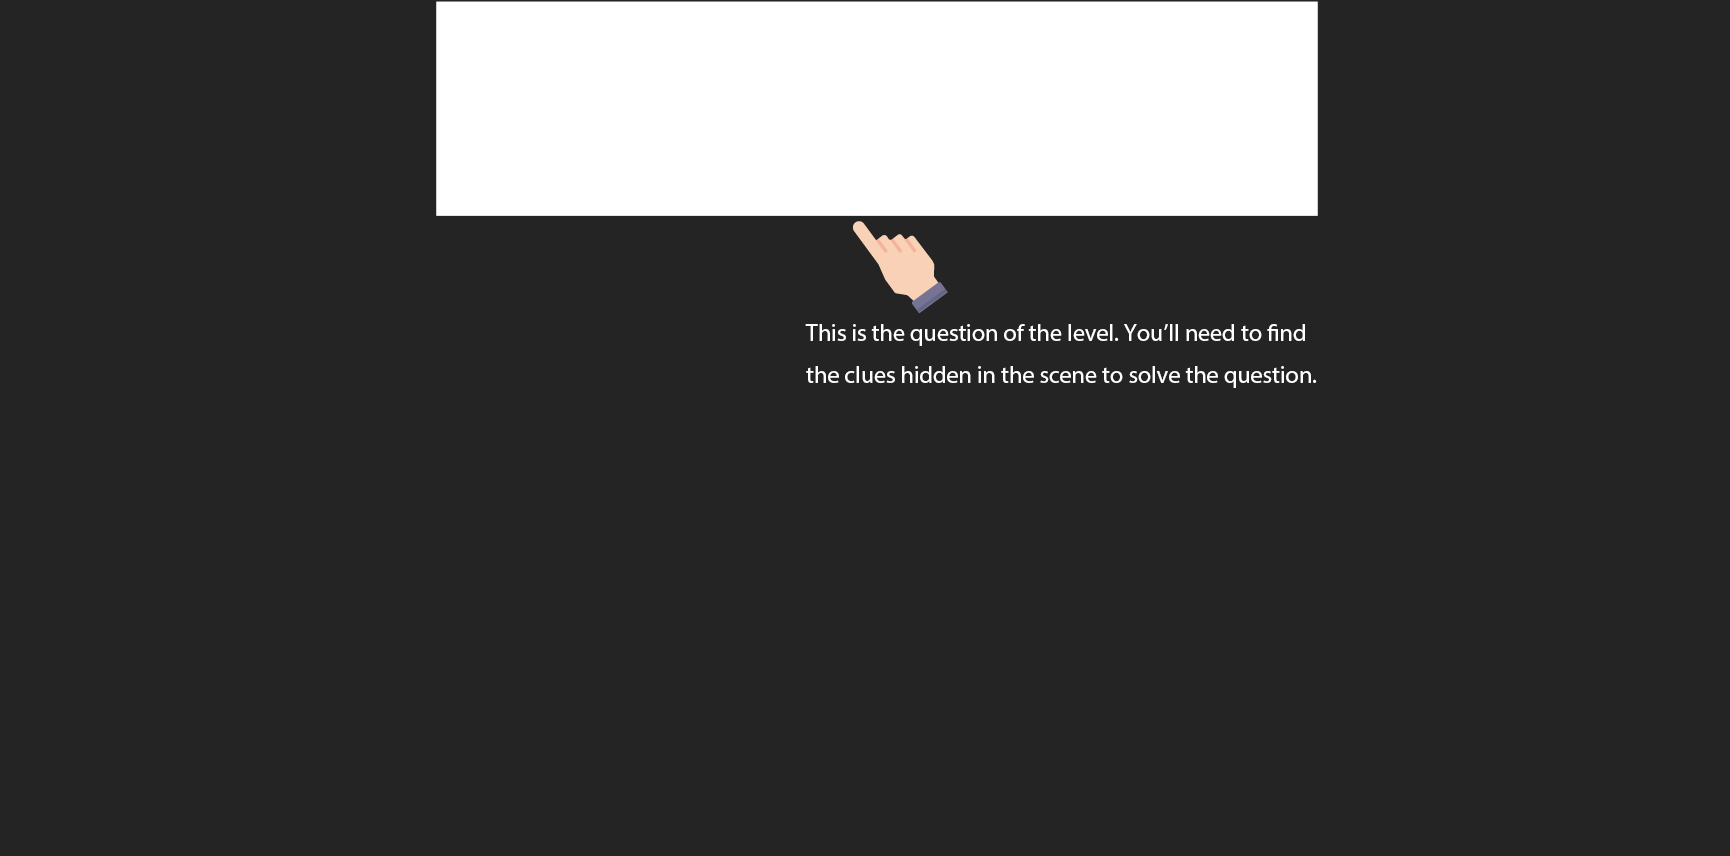 This is the question of the level. You’ll need to find
the clues hidden in the scene to solve the question.